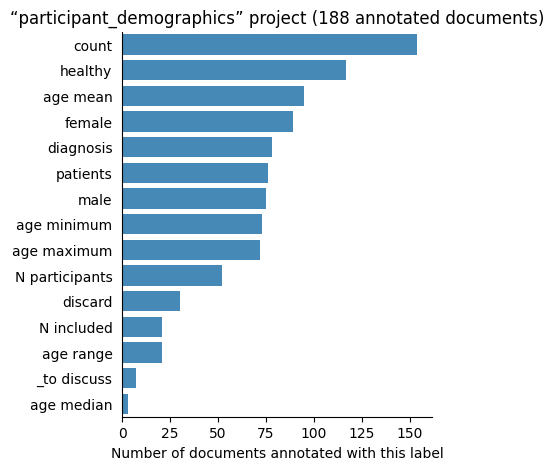 “participant_demographics” project (188 annotated documents)
count
healthy
age mean
female
diagnosis
patients
male
age minimum
age maximum
N participants
discard
N included
age range
_to discuss
age median
0 25 50 75 100 125 150
Number of documents annotated with this label